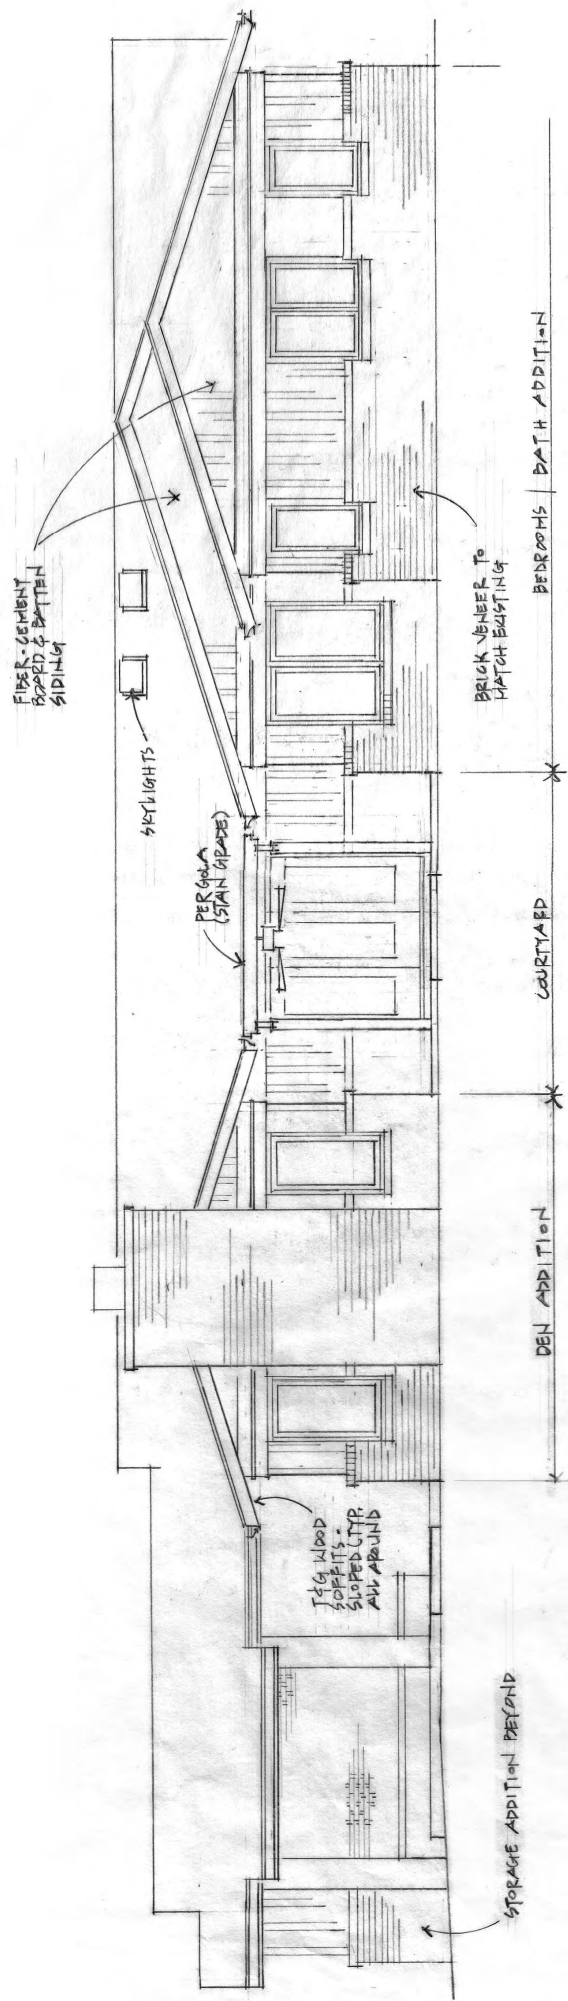 FIBER-CEMENT
BOARD & BATTEN
SIDING
SKYLIGHTS
PERGOLA
(STAIN GRADE)
T&G WOOD
SOFFITS -
SLOPED (TYP.
ALL AROUND
BRICK VENEER TO
MATCH EXISTING
STORAGE ADDITION BEYOND
DEN ADDITION
COURTYARD
BEDROOMS | BATH ADDITION